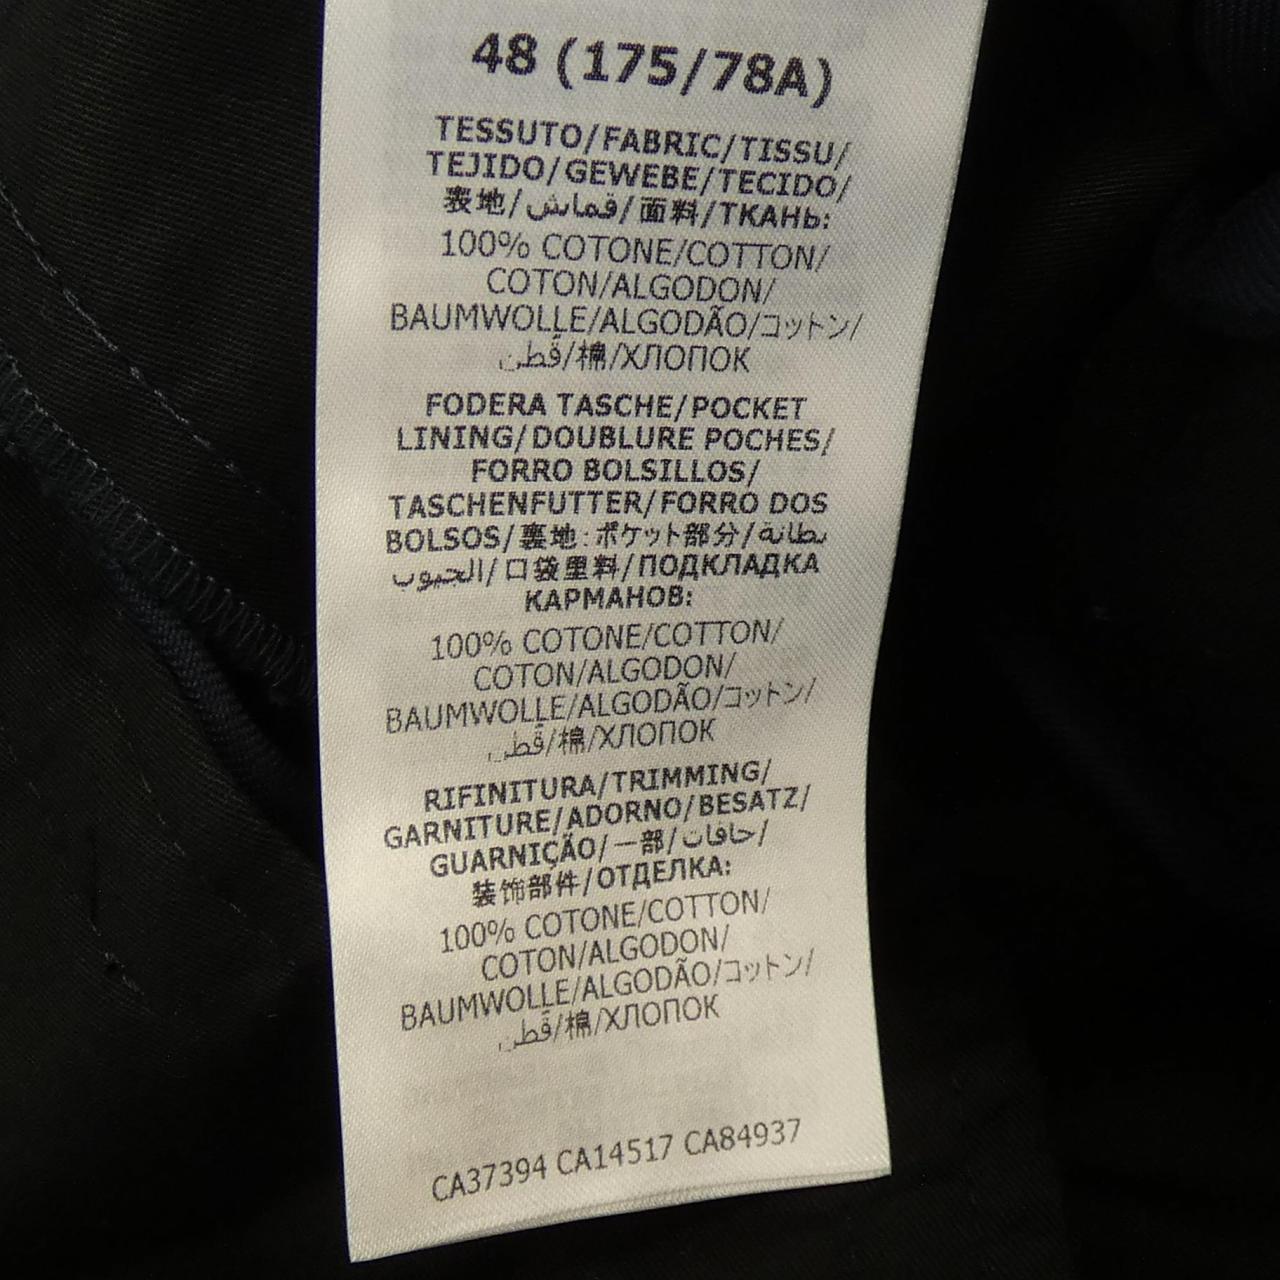 48 (175/78A)
TESSUTO/FABRIC/TISSU/
TEJIDO/GEWEBE/TECIDO/
表地/قماش/面料/ТКАНЬ:
100% COTONE/COTTON/
COTON/ALGODON/
BAUMWOLLE/ALGODÃO/コットン/
قطن/棉/ХЛОПОК
FODERA TASCHE/POCKET
LINING/DOUBLURE POCHES/
FORRO BOLSILLOS/
TASCHENFUTTER/FORRO DOS
BOLSOS/裏地:ポケット部分/بطانة
الجيوب/口袋里料/ПОДКЛАДКА
КАРМАНОВ:
100% COTONE/COTTON/
COTON/ALGODON/
BAUMWOLLE/ALGODÃO/コットン/
قطن/棉/ХЛОПОК
RIFINITURA/TRIMMING/
GARNITURE/ADORNO/BESATZ/
GUARNIÇÃO/一部/حافات/
装饰部件/ОТДЕЛКА:
100% COTONE/COTTON/
COTON/ALGODON/
BAUMWOLLE/ALGODÃO/コットン/
قطن/棉/ХЛОПОК
CA37394 CA14517 CA84937